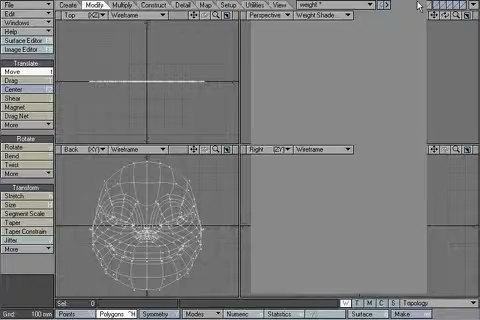 File Create Modify Multiply Construct Detail Map Setup Utilities View weight *
Edit Top (XZ) Wireframe Perspective Weight Shade...
Windows
Help
Surface Editor
Image Editor
Translate
Move
Drag
Center
Shear
Magnet
Drag Net
More
Rotate
Rotate
Back (XY) Wireframe Right (ZY) Wireframe
Bend
Twist
More
Transform
Stretch
Size
Segment Scale
Taper
Taper Constrain
Jitter
More
Sel: 0 W T M C S Topology
Grid: 100 mm Points Polygons ^H Symmetry Modes Numeric Statistics Surface Make